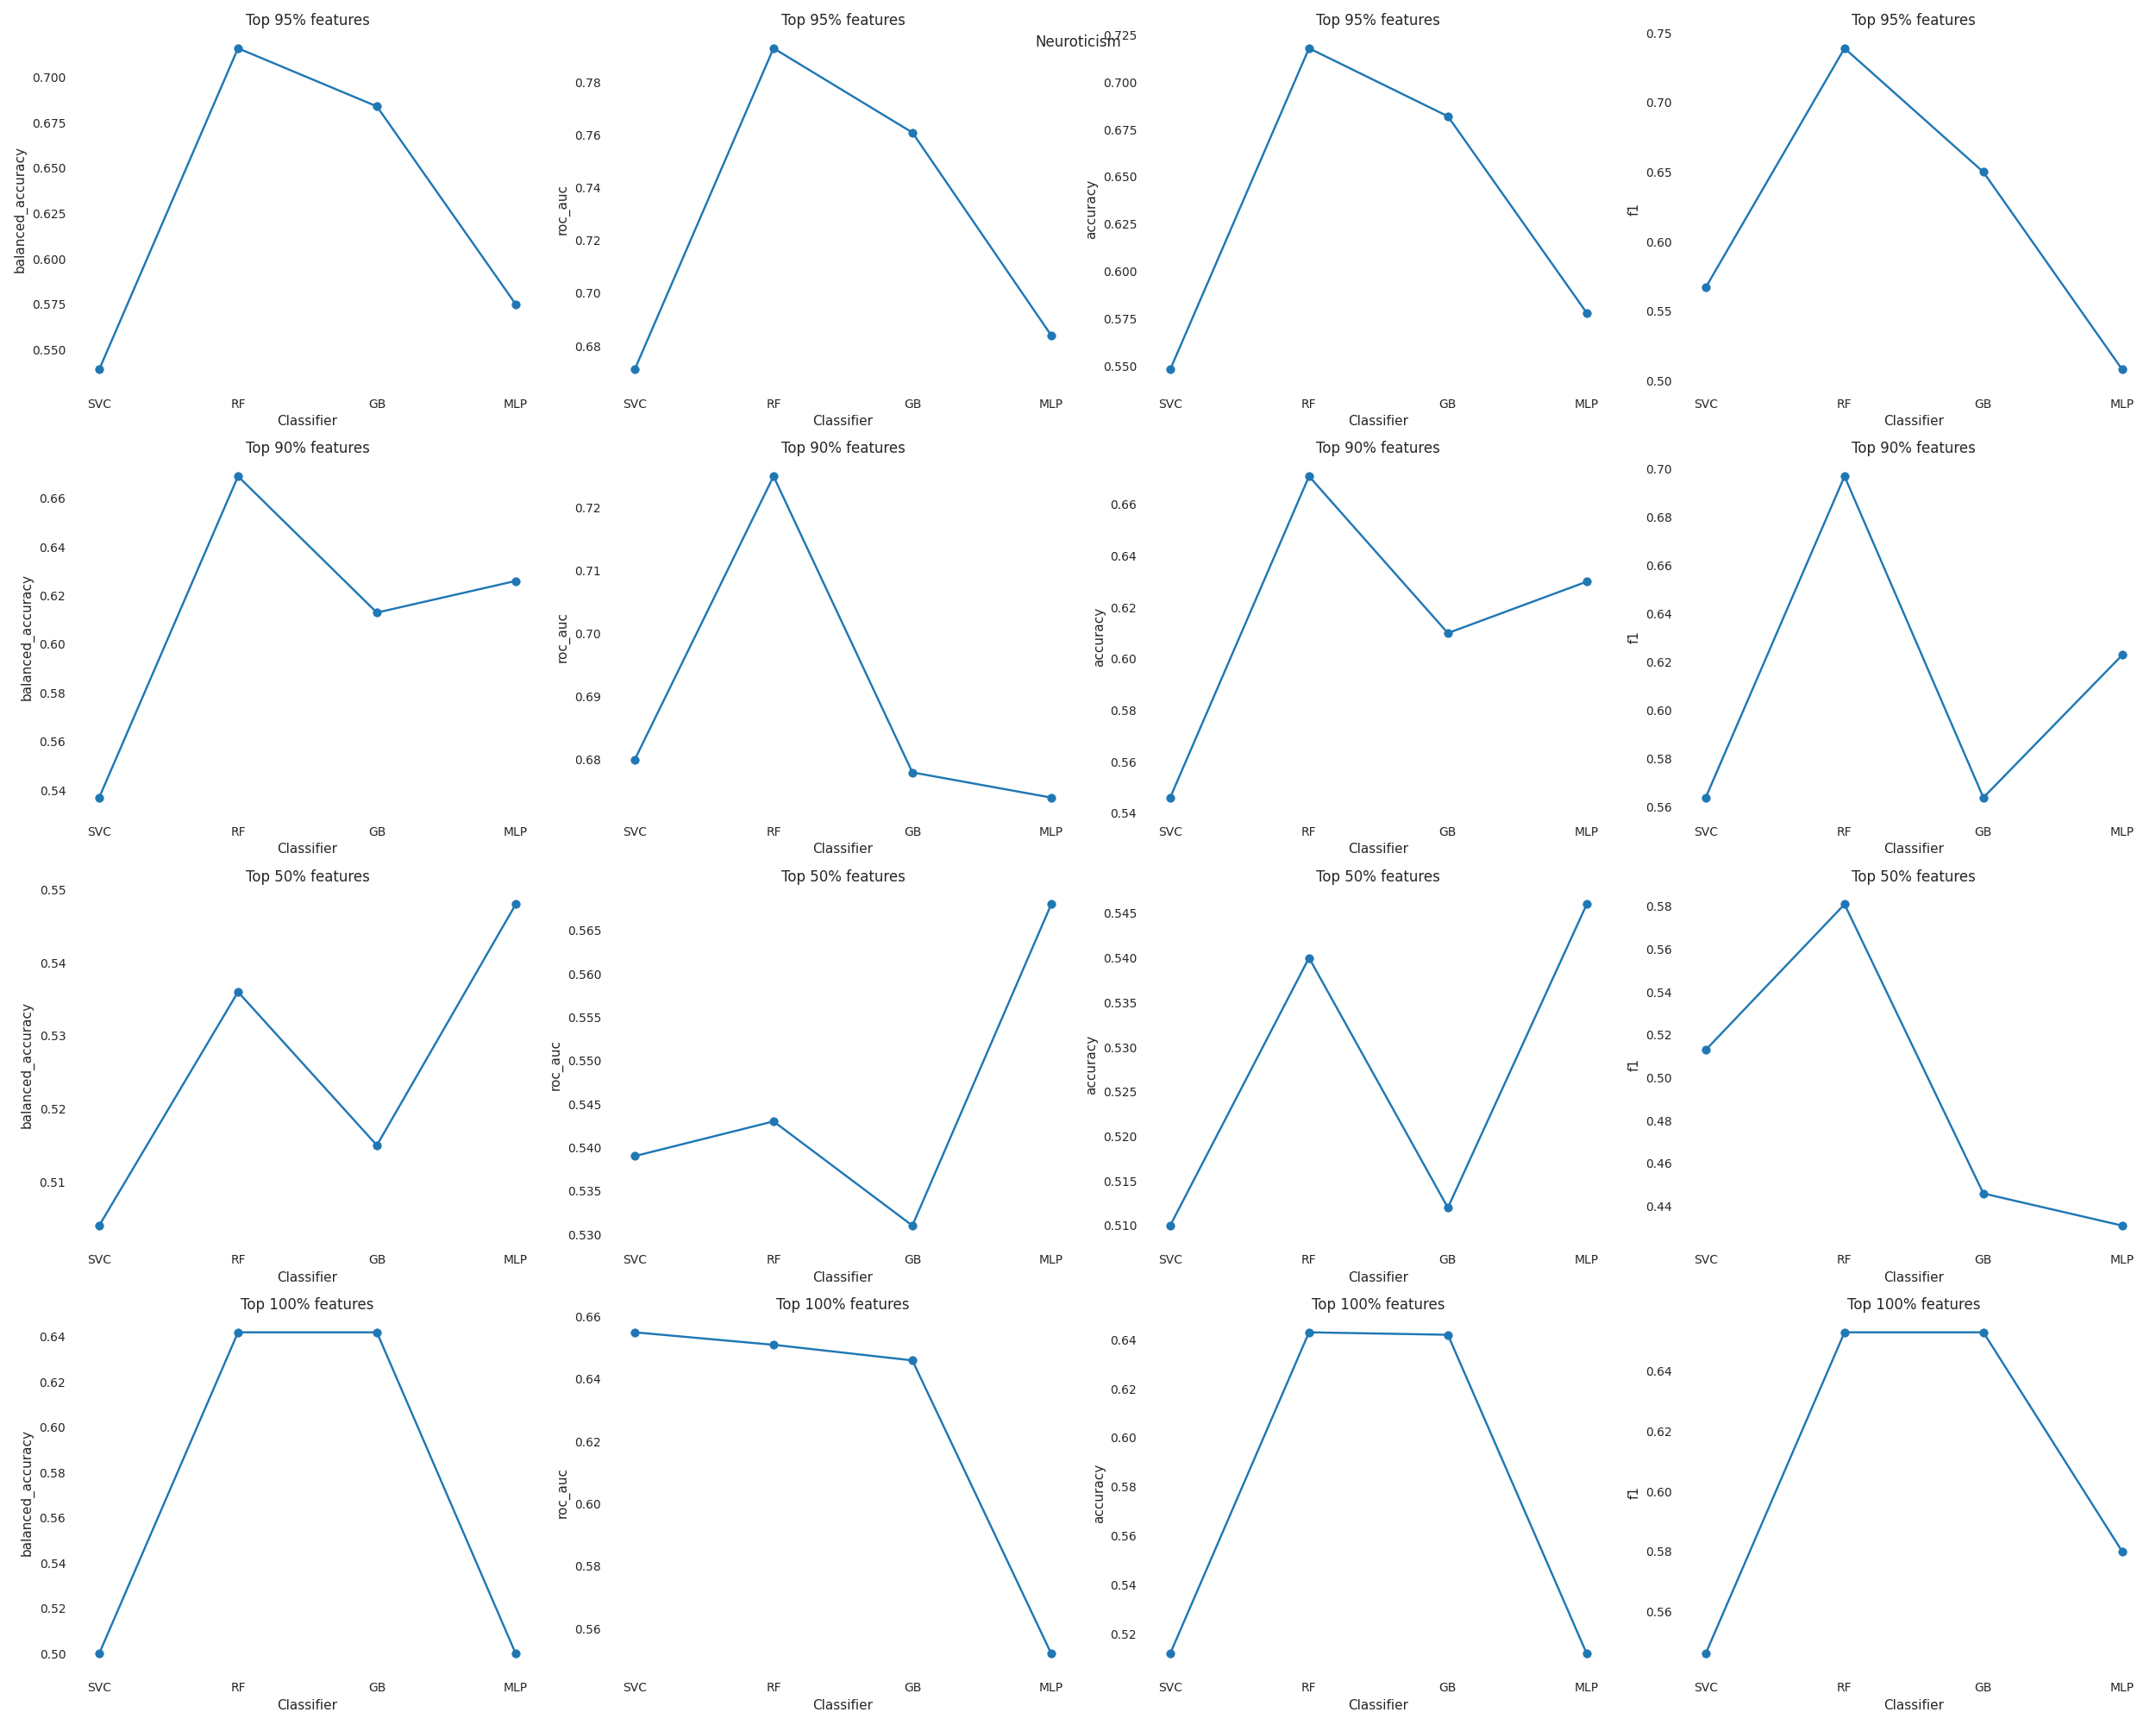 Neuroticism
Top 95% features
balanced_accuracy
0.700
0.675
0.650
0.625
0.600
0.575
0.550
SVC RF GB MLP
Classifier
Top 95% features
roc_auc
0.78
0.76
0.74
0.72
0.70
0.68
SVC RF GB MLP
Classifier
Top 95% features
accuracy
0.725
0.700
0.675
0.650
0.625
0.600
0.575
0.550
SVC RF GB MLP
Classifier
Top 95% features
f1
0.75
0.70
0.65
0.60
0.55
0.50
SVC RF GB MLP
Classifier
Top 90% features
balanced_accuracy
0.66
0.64
0.62
0.60
0.58
0.56
0.54
SVC RF GB MLP
Classifier
Top 90% features
roc_auc
0.72
0.71
0.70
0.69
0.68
SVC RF GB MLP
Classifier
Top 90% features
accuracy
0.66
0.64
0.62
0.60
0.58
0.56
0.54
SVC RF GB MLP
Classifier
Top 90% features
f1
0.70
0.68
0.66
0.64
0.62
0.60
0.58
0.56
SVC RF GB MLP
Classifier
Top 50% features
balanced_accuracy
0.55
0.54
0.53
0.52
0.51
SVC RF GB MLP
Classifier
Top 50% features
roc_auc
0.565
0.560
0.555
0.550
0.545
0.540
0.535
0.530
SVC RF GB MLP
Classifier
Top 50% features
accuracy
0.545
0.540
0.535
0.530
0.525
0.520
0.515
0.510
SVC RF GB MLP
Classifier
Top 50% features
f1
0.58
0.56
0.54
0.52
0.50
0.48
0.46
0.44
SVC RF GB MLP
Classifier
Top 100% features
balanced_accuracy
0.64
0.62
0.60
0.58
0.56
0.54
0.52
0.50
SVC RF GB MLP
Classifier
Top 100% features
roc_auc
0.66
0.64
0.62
0.60
0.58
0.56
SVC RF GB MLP
Classifier
Top 100% features
accuracy
0.64
0.62
0.60
0.58
0.56
0.54
0.52
SVC RF GB MLP
Classifier
Top 100% features
f1
0.64
0.62
0.60
0.58
0.56
SVC RF GB MLP
Classifier